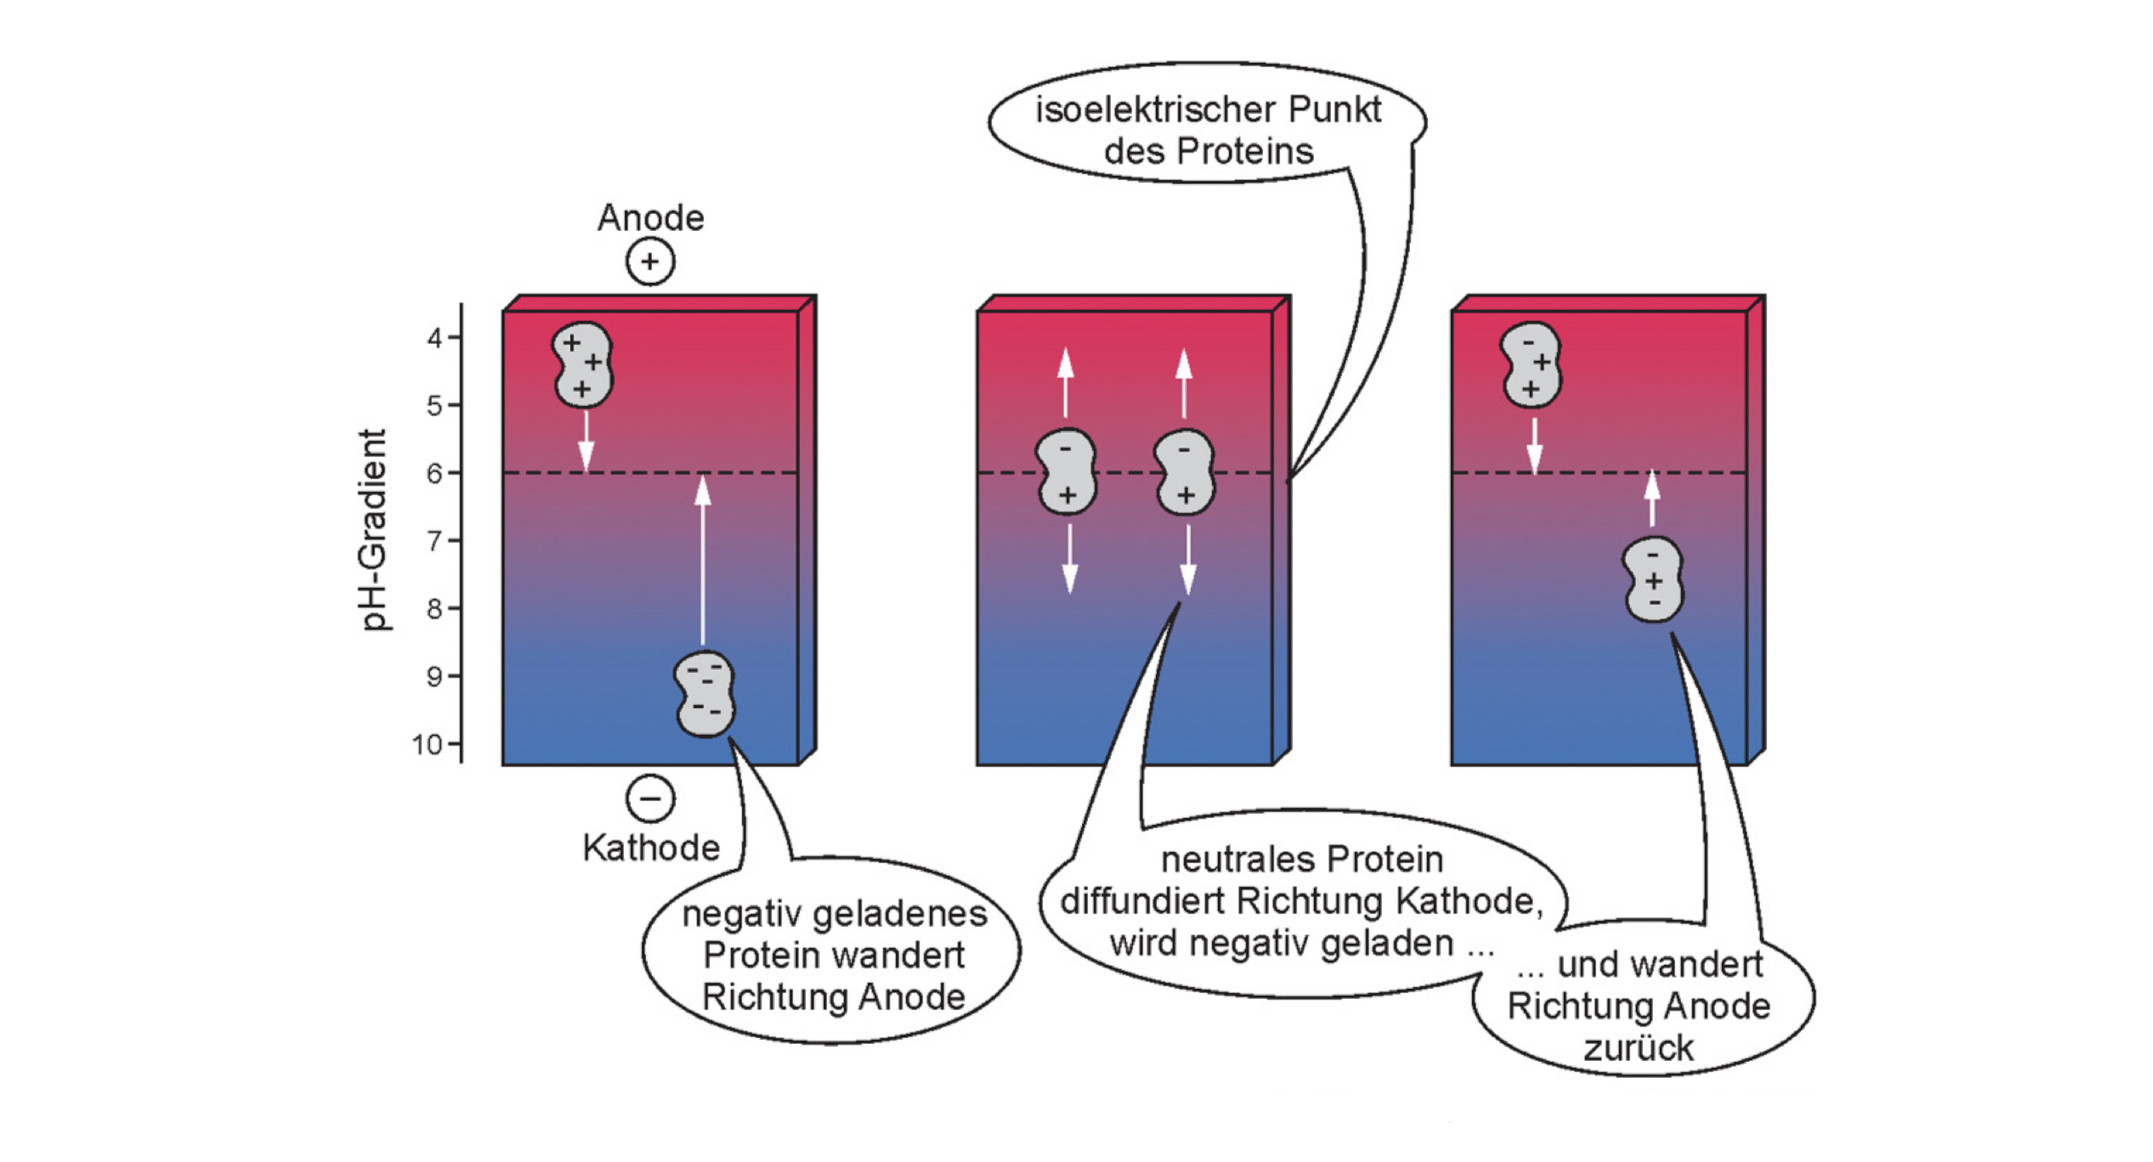 isoelektrischer Punkt
des Proteins
Anode
+
pH-Gradient
4
5
6
7
8
9
10
+
+
+
- -
-
- -
-
+
-
+
-
+
+
-
+
-
−
Kathode
negativ geladenes
Protein wandert
Richtung Anode
neutrales Protein
diffundiert Richtung Kathode,
wird negativ geladen ...
... und wandert
Richtung Anode
zurück